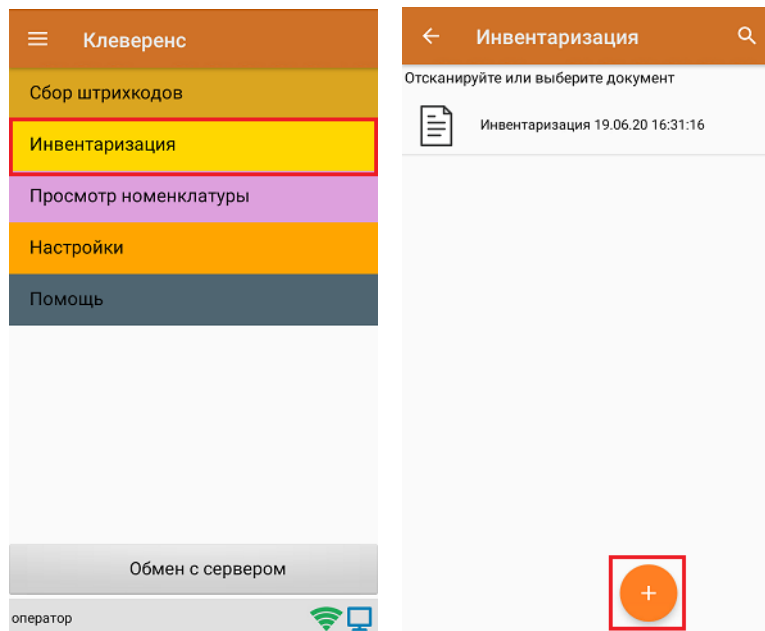 Клеверенс
Сбор штрихкодов
Инвентаризация
Просмотр номенклатуры
Настройки
Помощь
Обмен с сервером
оператор
Инвентаризация
Отсканируйте или выберите документ
Инвентаризация 19.06.20 16:31:16
+